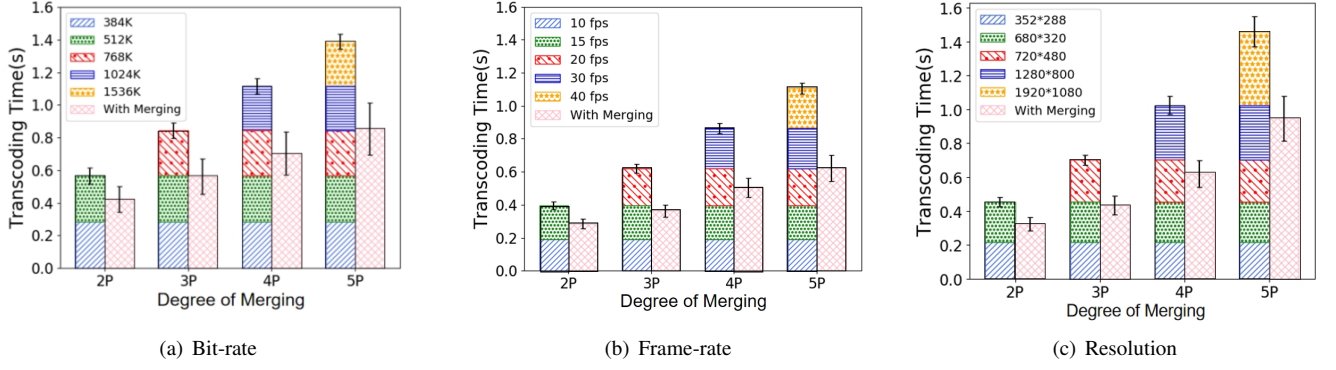 Transcoding Time(s)
1.6
1.4
1.2
1.0
0.8
0.6
0.4
0.2
0.0
384K
512K
768K
1024K
1536K
With Merging
2P 3P 4P 5P
Degree of Merging
(a) Bit-rate
Transcoding Time(s)
1.6
1.4
1.2
1.0
0.8
0.6
0.4
0.2
0.0
10 fps
15 fps
20 fps
30 fps
40 fps
With Merging
2P 3P 4P 5P
Degree of Merging
(b) Frame-rate
Transcoding Time(s)
1.6
1.4
1.2
1.0
0.8
0.6
0.4
0.2
0.0
352*288
680*320
720*480
1280*800
1920*1080
With Merging
2P 3P 4P 5P
Degree of Merging
(c) Resolution